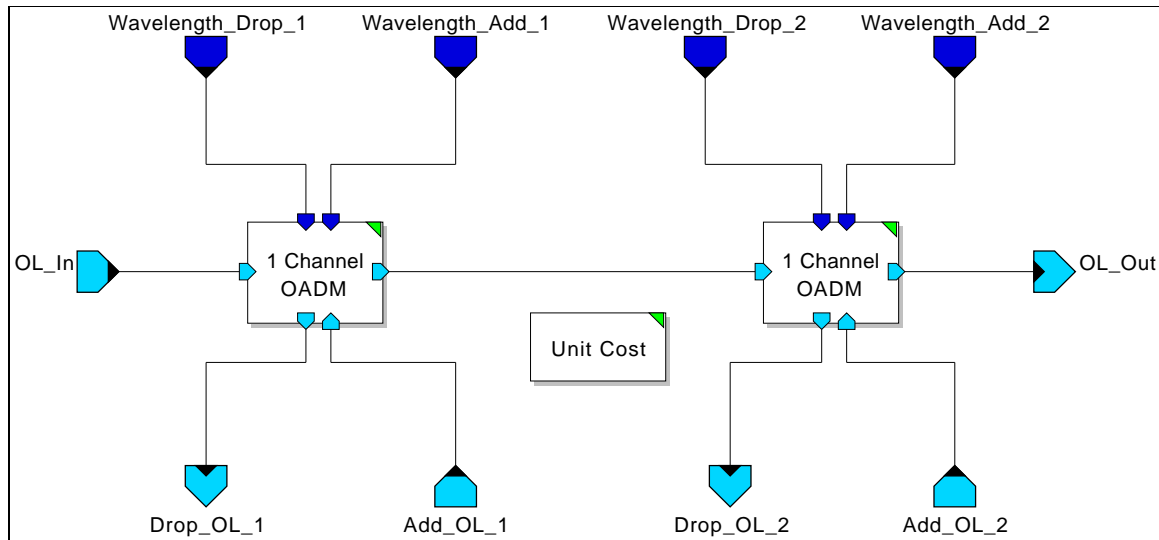 Wavelength_Drop_1
Wavelength_Add_1
Wavelength_Drop_2
Wavelength_Add_2
OL_In
1 Channel
OADM
1 Channel
OADM
OL_Out
Unit Cost
Drop_OL_1
Add_OL_1
Drop_OL_2
Add_OL_2